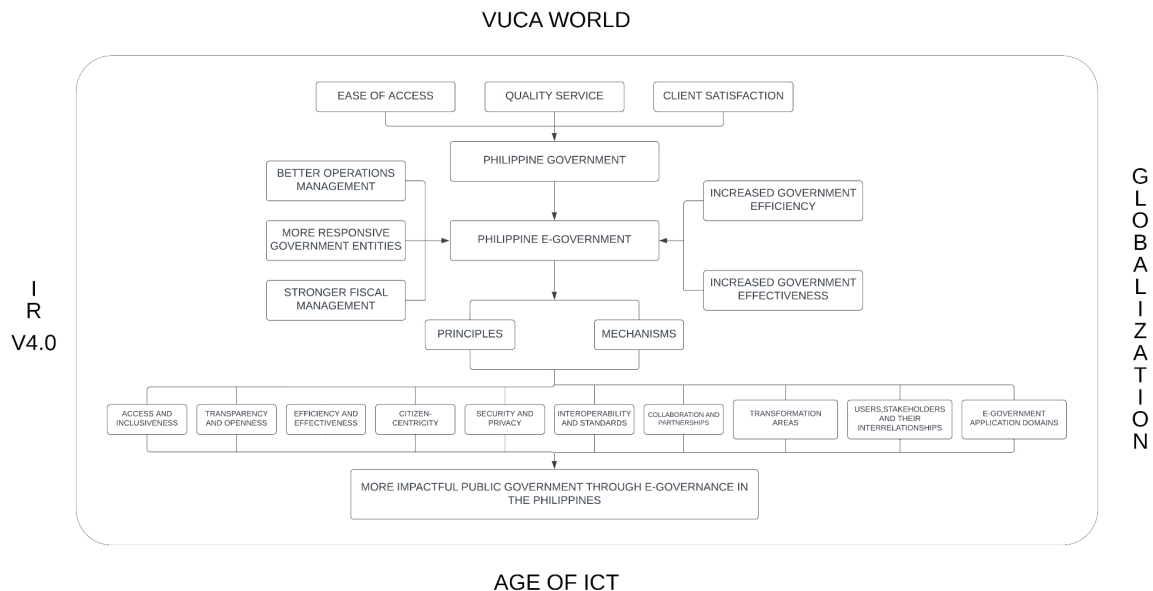 VUCA WORLD
EASE OF ACCESS
QUALITY SERVICE
CLIENT SATISFACTION
PHILIPPINE GOVERNMENT
BETTER OPERATIONS
MANAGEMENT
INCREASED GOVERNMENT
EFFICIENCY
MORE RESPONSIVE
GOVERNMENT ENTITIES
PHILIPPINE E-GOVERNMENT
STRONGER FISCAL
MANAGEMENT
INCREASED GOVERNMENT
EFFECTIVENESS
I
R
V4.0
G
L
O
B
A
L
I
Z
A
T
I
O
N
PRINCIPLES
MECHANISMS
ACCESS AND
INCLUSIVENESS
TRANSPARENCY
AND OPENNESS
EFFICIENCY AND
EFFECTIVENESS
CITIZEN-
CENTRICITY
SECURITY AND
PRIVACY
INTEROPERABILITY
AND STANDARDS
COLLABORATION AND
PARTNERSHIPS
TRANSFORMATION
AREAS
USERS,STAKEHOLDERS
AND THEIR
INTERRELATIONSHIPS
E-GOVERNMENT
APPLICATION DOMAINS
MORE IMPACTFUL PUBLIC GOVERNMENT THROUGH E-GOVERNANCE IN
THE PHILIPPINES
AGE OF ICT